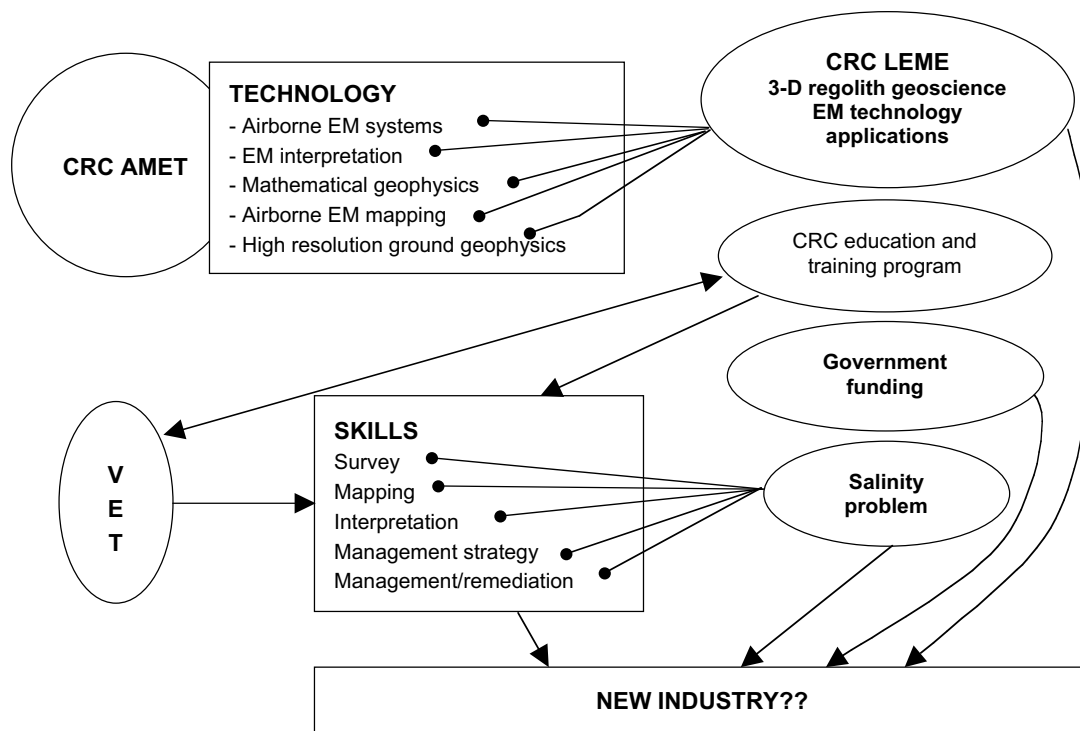 CRC AMET
TECHNOLOGY
- Airborne EM systems
- EM interpretation
- Mathematical geophysics
- Airborne EM mapping
- High resolution ground geophysics
CRC LEME
3-D regolith geoscience
EM technology
applications
CRC education and
training program
Government
funding
V
E
T
SKILLS
Survey
Mapping
Interpretation
Management strategy
Management/remediation
Salinity
problem
NEW INDUSTRY??